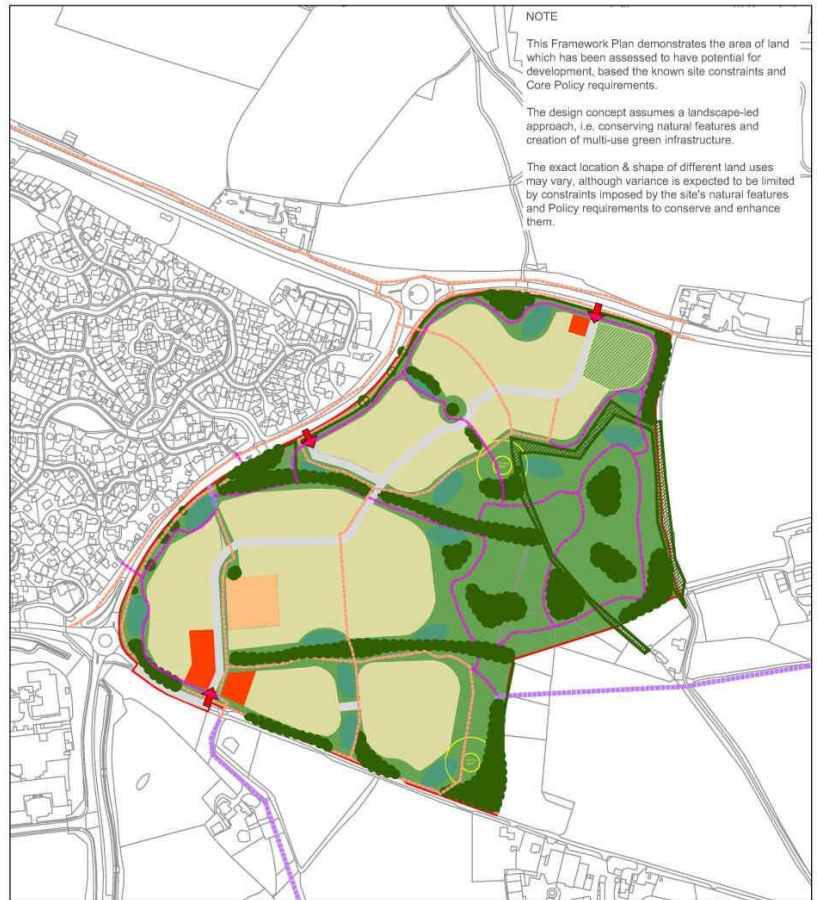 NOTE
This Framework Plan demonstrates the area of land
which has been assessed to have potential for
development, based the known site constraints and
Core Policy requirements.
The design concept assumes a landscape-led
approach, i.e. conserving natural features and
creation of multi-use green infrastructure.
The exact location & shape of different land uses
may vary, although variance is expected to be limited
by constraints imposed by the site's natural features
and Policy requirements to conserve and enhance
them.